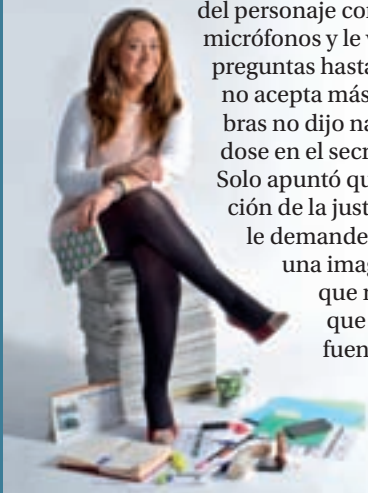 del personaje con
micrófonos y le
preguntas hasta
no acepta más
bras no dijo
dose en el secr
Solo apuntó qu
ción de la just
le demande
una imag
que
que
fuen